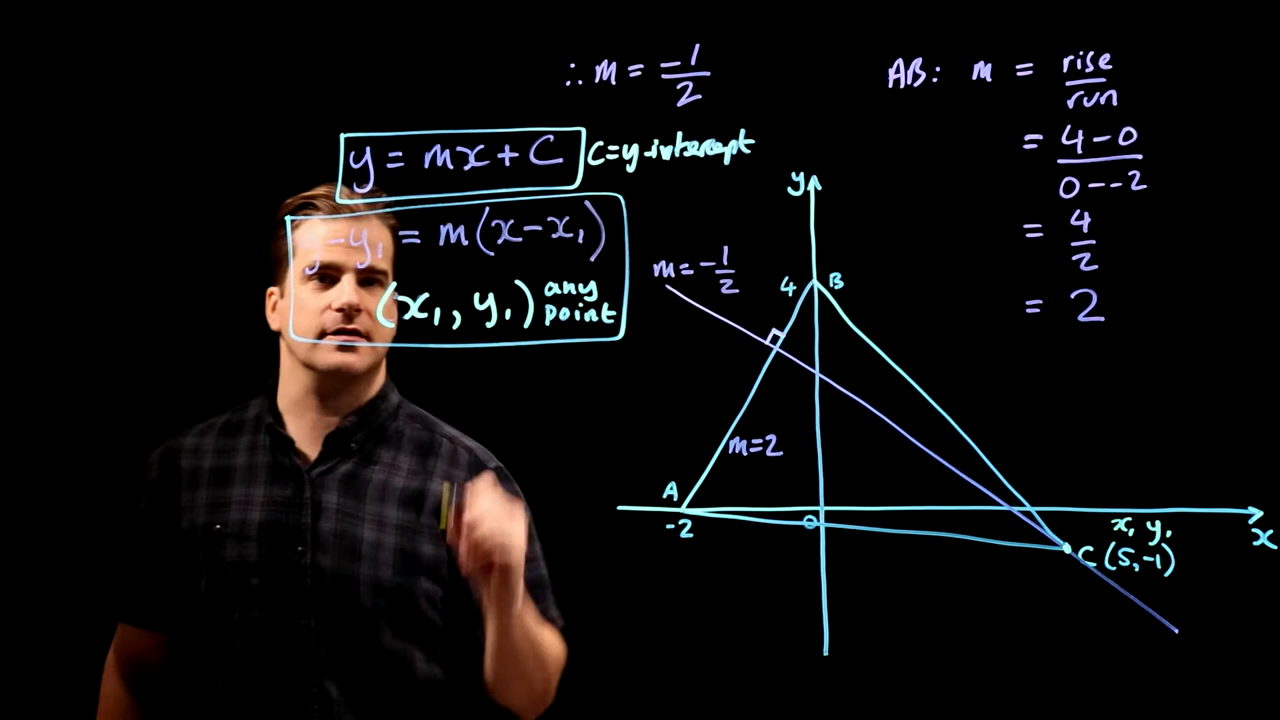 ∴ m = -1/2
y = mx + C
C=y-intercept
y-y₁ = m(x-x₁)
(x₁, y₁) any
point
AB: m = rise/run
= 4-0/0--2
= 4/2
= 2
y
m=-1/2
4
B
m=2
A
-2
0
x
x₁ y₁
C (5,-1)